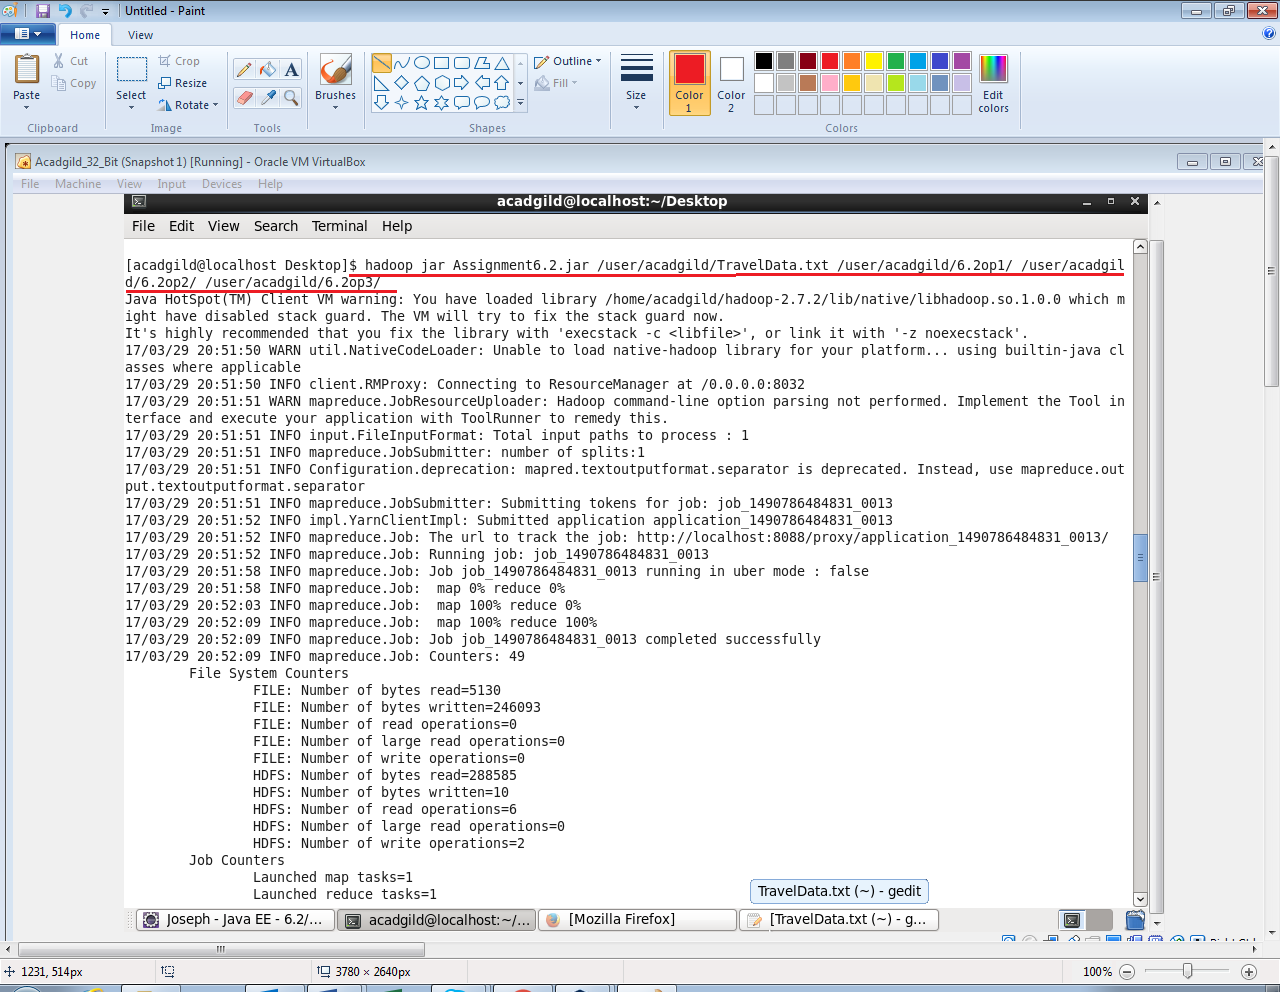 Untitled - Paint
Home View
Paste Cut Copy Clipboard
Select Crop Resize Rotate Image
Tools
Brushes
Outline Fill Shapes
Size
Color 1 Color 2 Edit colors Colors
Acadgild_32_Bit (Snapshot 1) [Running] - Oracle VM VirtualBox
File Machine View Input Devices Help
acadgild@localhost:~/Desktop
File Edit View Search Terminal Help
[acadgild@localhost Desktop]$ hadoop jar Assignment6.2.jar /user/acadgild/TravelData.txt /user/acadgild/6.2op1/ /user/acadgil
d/6.2op2/ /user/acadgild/6.2op3/
Java HotSpot(TM) Client VM warning: You have loaded library /home/acadgild/hadoop-2.7.2/lib/native/libhadoop.so.1.0.0 which m
ight have disabled stack guard. The VM will try to fix the stack guard now.
It's highly recommended that you fix the library with 'execstack -c <libfile>', or link it with '-z noexecstack'.
17/03/29 20:51:50 WARN util.NativeCodeLoader: Unable to load native-hadoop library for your platform... using builtin-java cl
asses where applicable
17/03/29 20:51:50 INFO client.RMProxy: Connecting to ResourceManager at /0.0.0.0:8032
17/03/29 20:51:51 WARN mapreduce.JobResourceUploader: Hadoop command-line option parsing not performed. Implement the Tool in
terface and execute your application with ToolRunner to remedy this.
17/03/29 20:51:51 INFO input.FileInputFormat: Total input paths to process : 1
17/03/29 20:51:51 INFO mapreduce.JobSubmitter: number of splits:1
17/03/29 20:51:51 INFO Configuration.deprecation: mapred.textoutputformat.separator is deprecated. Instead, use mapreduce.out
put.textoutputformat.separator
17/03/29 20:51:51 INFO mapreduce.JobSubmitter: Submitting tokens for job: job_1490786484831_0013
17/03/29 20:51:52 INFO impl.YarnClientImpl: Submitted application application_1490786484831_0013
17/03/29 20:51:52 INFO mapreduce.Job: The url to track the job: http://localhost:8088/proxy/application_1490786484831_0013/
17/03/29 20:51:52 INFO mapreduce.Job: Running job: job_1490786484831_0013
17/03/29 20:51:58 INFO mapreduce.Job: Job job_1490786484831_0013 running in uber mode : false
17/03/29 20:51:58 INFO mapreduce.Job:  map 0% reduce 0%
17/03/29 20:52:03 INFO mapreduce.Job:  map 100% reduce 0%
17/03/29 20:52:09 INFO mapreduce.Job:  map 100% reduce 100%
17/03/29 20:52:09 INFO mapreduce.Job: Job job_1490786484831_0013 completed successfully
17/03/29 20:52:09 INFO mapreduce.Job: Counters: 49
File System Counters
FILE: Number of bytes read=5130
FILE: Number of bytes written=246093
FILE: Number of read operations=0
FILE: Number of large read operations=0
FILE: Number of write operations=0
HDFS: Number of bytes read=288585
HDFS: Number of bytes written=10
HDFS: Number of read operations=6
HDFS: Number of large read operations=0
HDFS: Number of write operations=2
Job Counters
Launched map tasks=1
Launched reduce tasks=1
TravelData.txt (~) - gedit
Joseph - Java EE - 6.2/... acadgild@localhost:~/... [Mozilla Firefox] [TravelData.txt (~) - g...
1231, 514px 3780 × 2640px 100%